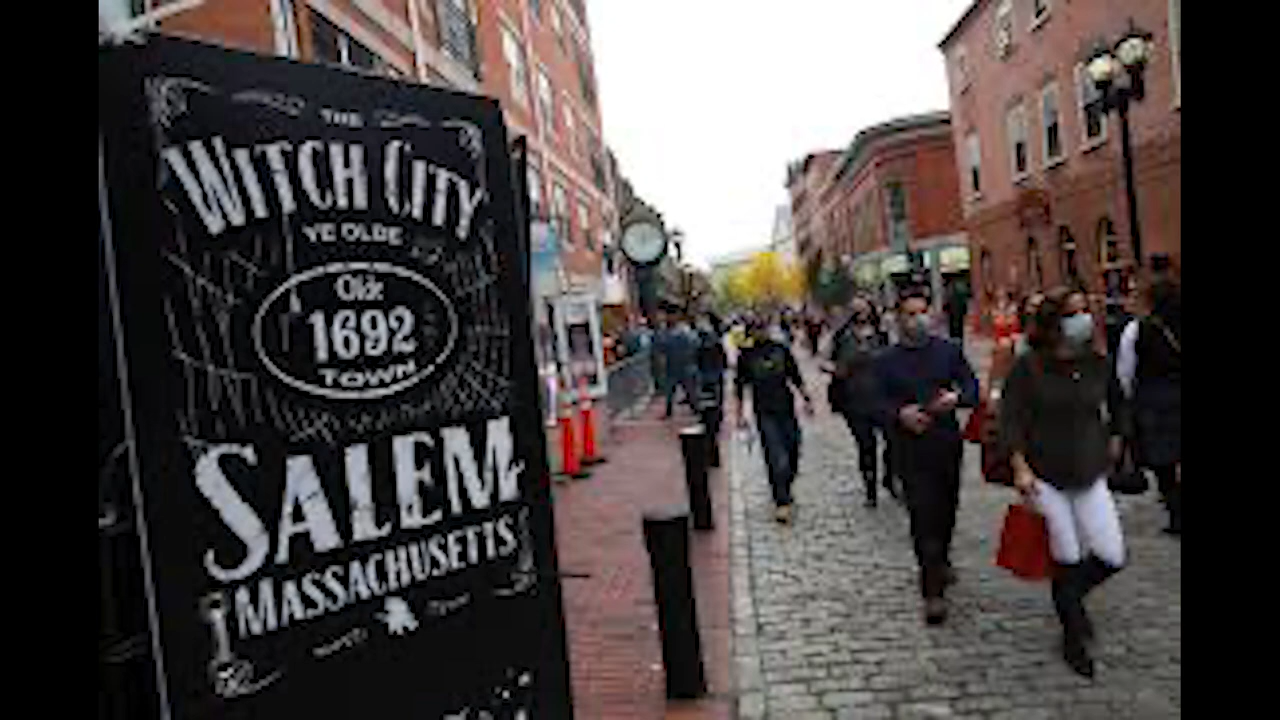 THE
WITCH CITY
YE OLDE
Olde
1692
TOWN
SALEM
MASSACHUSETTS